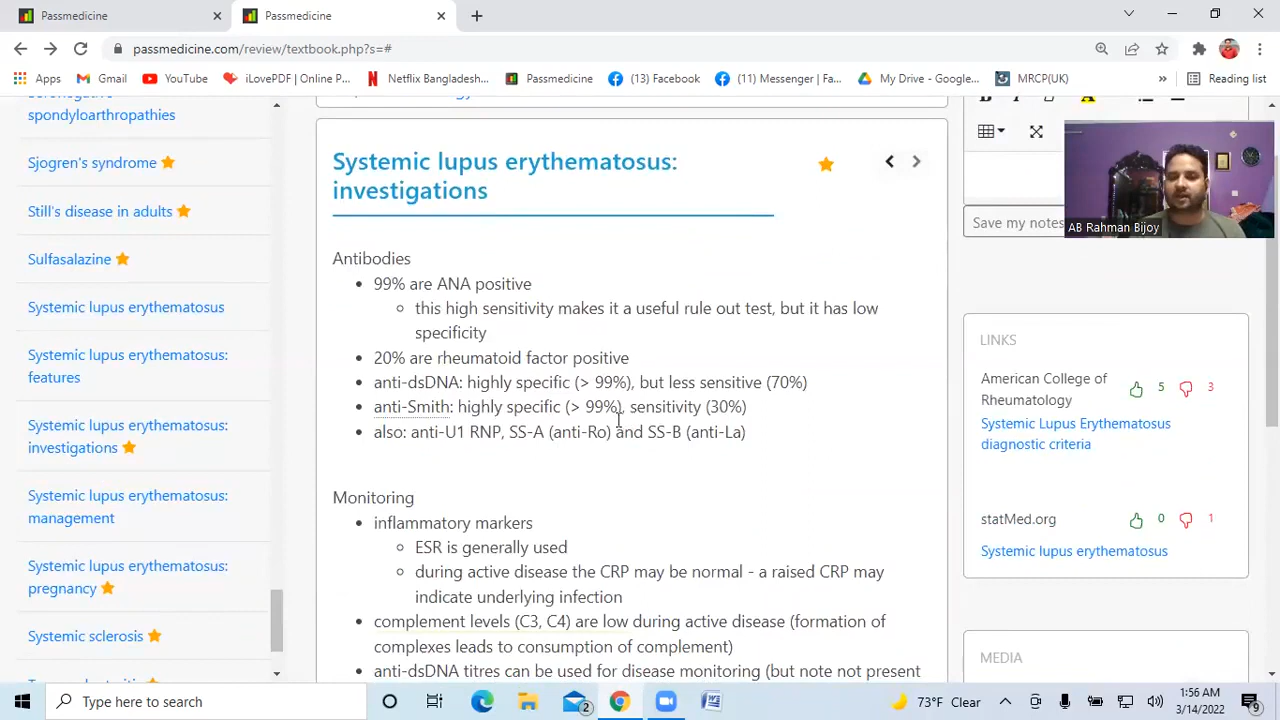 Passmedicine
Passmedicine
passmedicine.com/review/textbook.php?s=#
Apps
Gmail
YouTube
iLovePDF | Online P...
Netflix Bangladesh...
Passmedicine
(13) Facebook
(11) Messenger | Fa...
My Drive - Google...
MRCP(UK)
»
Reading list
spondyloarthropathies
Sjogren's syndrome
Still's disease in adults
Sulfasalazine
Systemic lupus erythematosus
Systemic lupus erythematosus:
features
Systemic lupus erythematosus:
investigations
Systemic lupus erythematosus:
management
Systemic lupus erythematosus:
pregnancy
Systemic sclerosis
Systemic lupus erythematosus:
investigations
Antibodies
99% are ANA positive
this high sensitivity makes it a useful rule out test, but it has low
specificity
20% are rheumatoid factor positive
anti-dsDNA: highly specific (> 99%), but less sensitive (70%)
anti-Smith: highly specific (> 99%), sensitivity (30%)
also: anti-U1 RNP, SS-A (anti-Ro) and SS-B (anti-La)
Monitoring
inflammatory markers
ESR is generally used
during active disease the CRP may be normal - a raised CRP may
indicate underlying infection
complement levels (C3, C4) are low during active disease (formation of
complexes leads to consumption of complement)
anti-dsDNA titres can be used for disease monitoring (but note not present
AB Rahman Bijoy
Save my notes
LINKS
American College of
Rheumatology
5
3
Systemic Lupus Erythematosus
diagnostic criteria
statMed.org
0
1
Systemic lupus erythematosus
MEDIA
Type here to search
2
73°F Clear
1:56 AM
3/14/2022
9